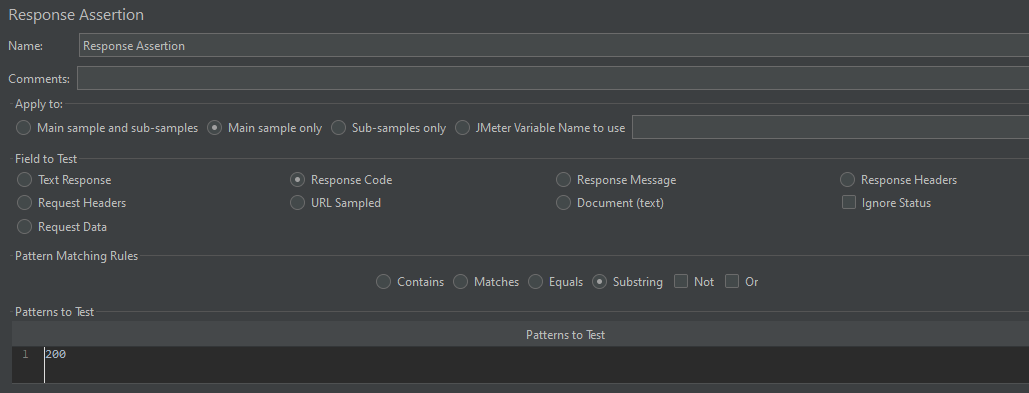 Response Assertion
Name: Response Assertion
Comments:
Apply to:
Main sample and sub-samples Main sample only Sub-samples only JMeter Variable Name to use
Field to Test
Text Response Response Code Response Message Response Headers
Request Headers URL Sampled Document (text) Ignore Status
Request Data
Pattern Matching Rules
Contains Matches Equals Substring Not Or
Patterns to Test
Patterns to Test
1 200